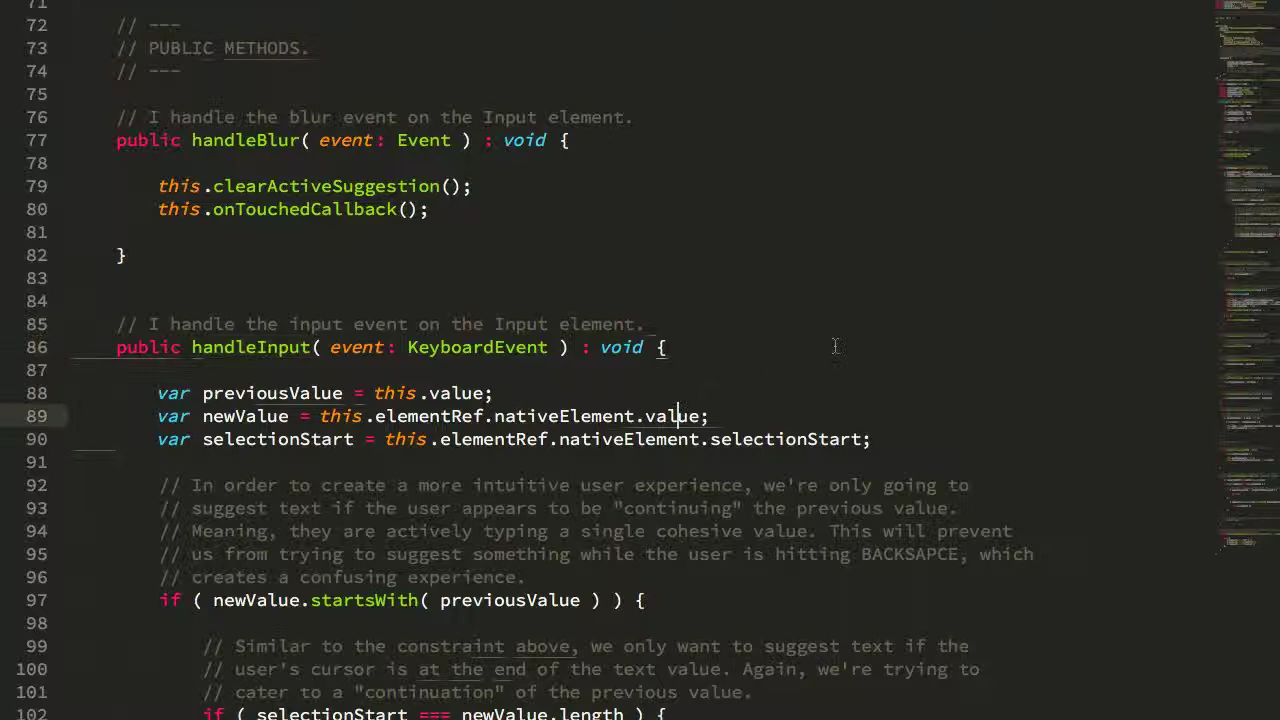 71
72 // ---
73 // PUBLIC METHODS.
74 // ---
75
76 // I handle the blur event on the Input element.
77 public handleBlur( event: Event ) : void {
78
79 this.clearActiveSuggestion();
80 this.onTouchedCallback();
81
82 }
83
84
85 // I handle the input event on the Input element.
86 public handleInput( event: KeyboardEvent ) : void {
87
88 var previousValue = this.value;
89 var newValue = this.elementRef.nativeElement.value;
90 var selectionStart = this.elementRef.nativeElement.selectionStart;
91
92 // In order to create a more intuitive user experience, we're only going to
93 // suggest text if the user appears to be "continuing" the previous value.
94 // Meaning, they are actively typing a single cohesive value. This will prevent
95 // us from trying to suggest something while the user is hitting BACKSAPCE, which
96 // creates a confusing experience.
97 if ( newValue.startsWith( previousValue ) ) {
98
99 // Similar to the constraint above, we only want to suggest text if the
100 // user's cursor is at the end of the text value. Again, we're trying to
101 // cater to a "continuation" of the previous value.
if ( selectionStart === newValue.length ) {